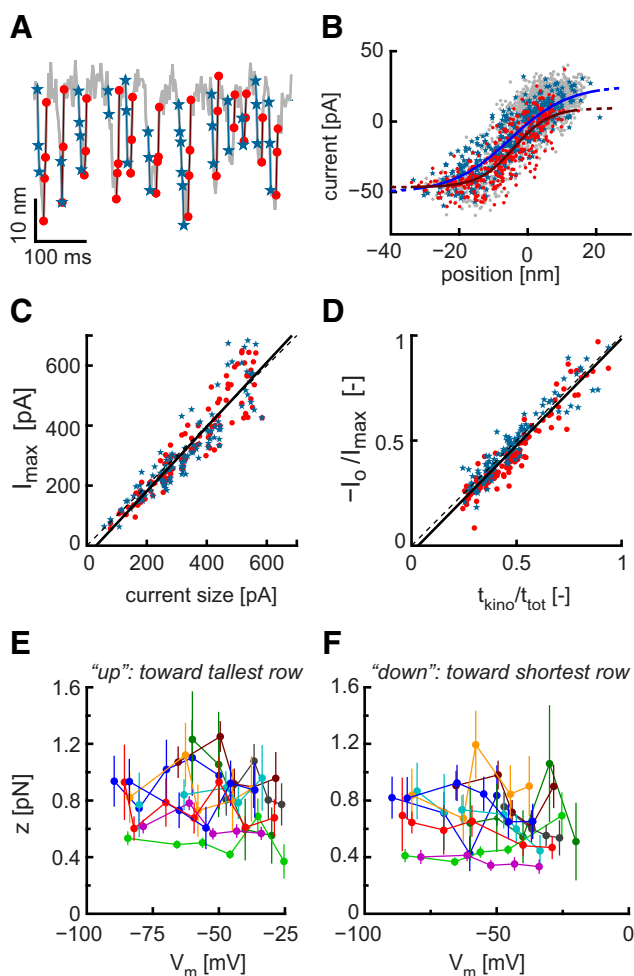 A
10 nm
100 ms
B
current [pA]
50
0
−50
−40
−20
0
20
position [nm]
C
I_max [pA]
600
400
200
0
0
200
400
600
current size [pA]
D
−I_o/I_max [-]
1
0.5
0
0
0.5
1
t_kino/t_tot [-]
E
"up": toward tallest row
z [pN]
1.6
1.2
0.8
0.4
0
−100
−75
−50
−25
V_m [mV]
F
"down": toward shortest row
1.6
1.2
0.8
0.4
0
−100
−50
0
V_m [mV]